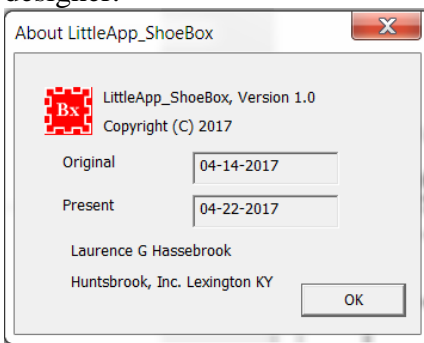 designer.
About LittleApp_ShoeBox
X
Bx
LittleApp_ShoeBox, Version 1.0
Copyright (C) 2017
Original 04-14-2017
Present 04-22-2017
Laurence G Hassebrook
Huntsbrook, Inc. Lexington KY
OK